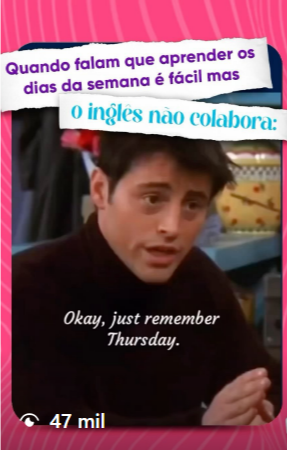 Quando falam que aprender os
dias da semana é fácil mas
o inglês não colabora:
Okay, just remember
Thursday.
47 mil